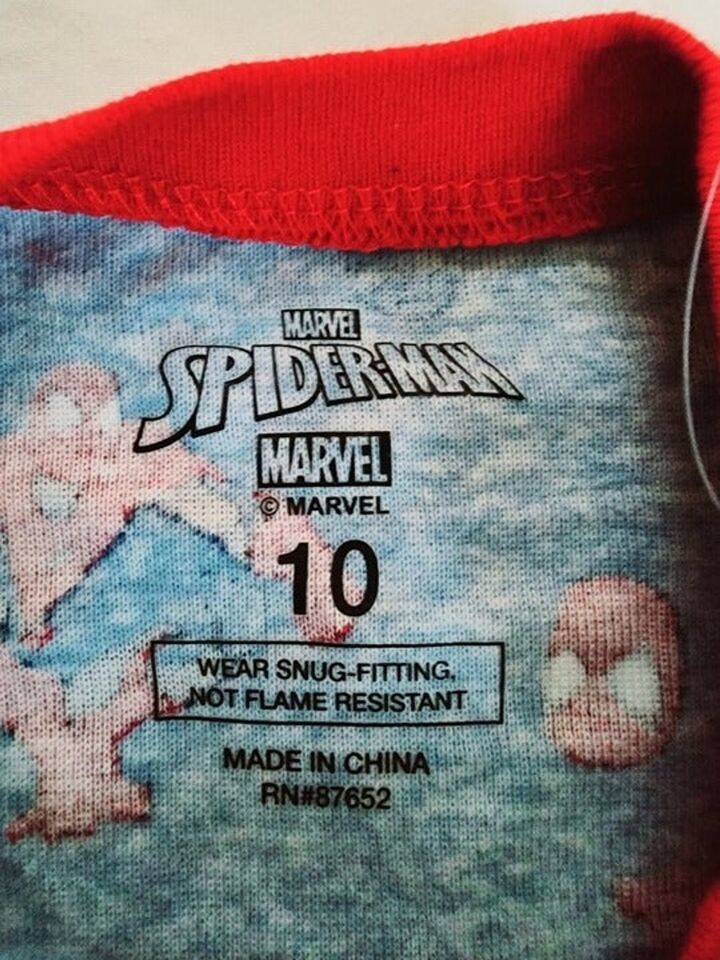 MARVEL
SPIDER-MAN
MARVEL
© MARVEL
10
WEAR SNUG-FITTING,
NOT FLAME RESISTANT
MADE IN CHINA
RN#87652